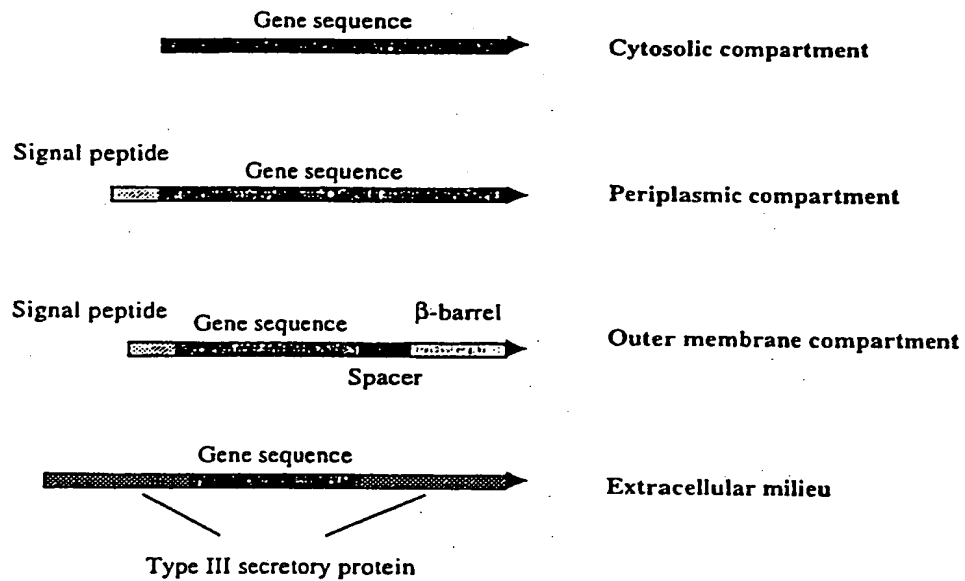 Gene sequence
Cytosolic compartment
Signal peptide
Gene sequence
Periplasmic compartment
Signal peptide
Gene sequence
β-barrel
Outer membrane compartment
Spacer
Gene sequence
Extracellular milieu
Type III secretory protein